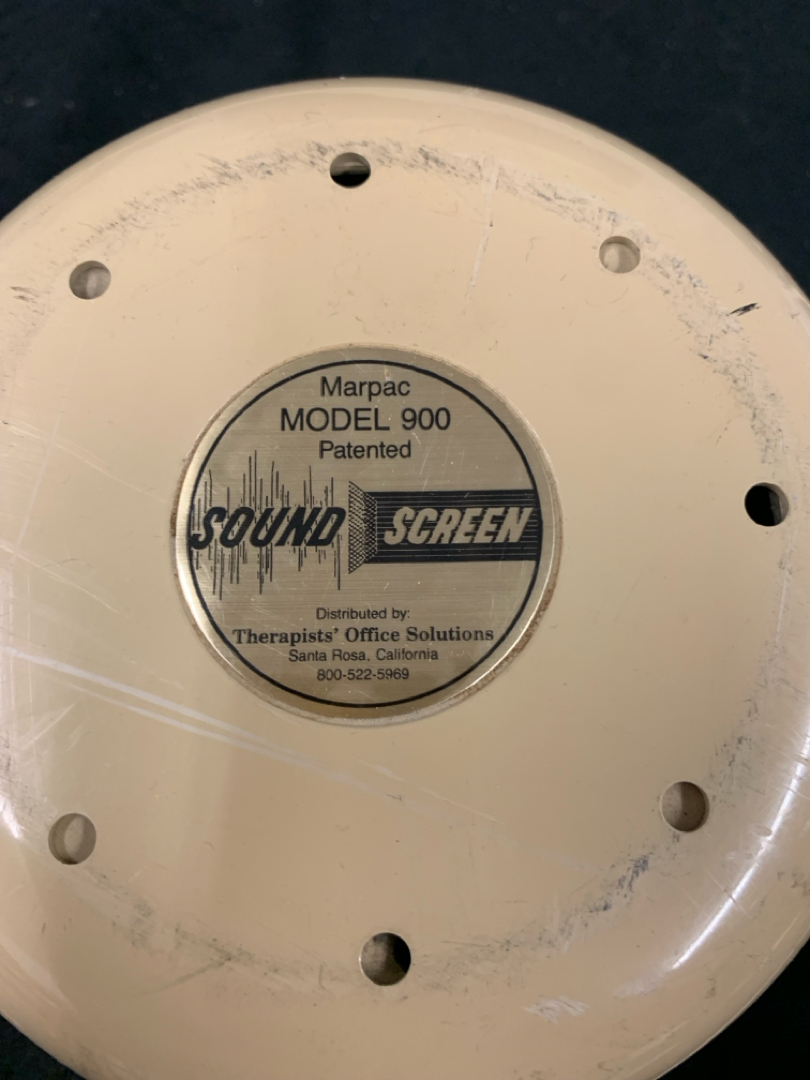 Marpac
MODEL 900
Patented
SOUND SCREEN
Distributed by:
Therapists' Office Solutions
Santa Rosa, California
800-522-5969